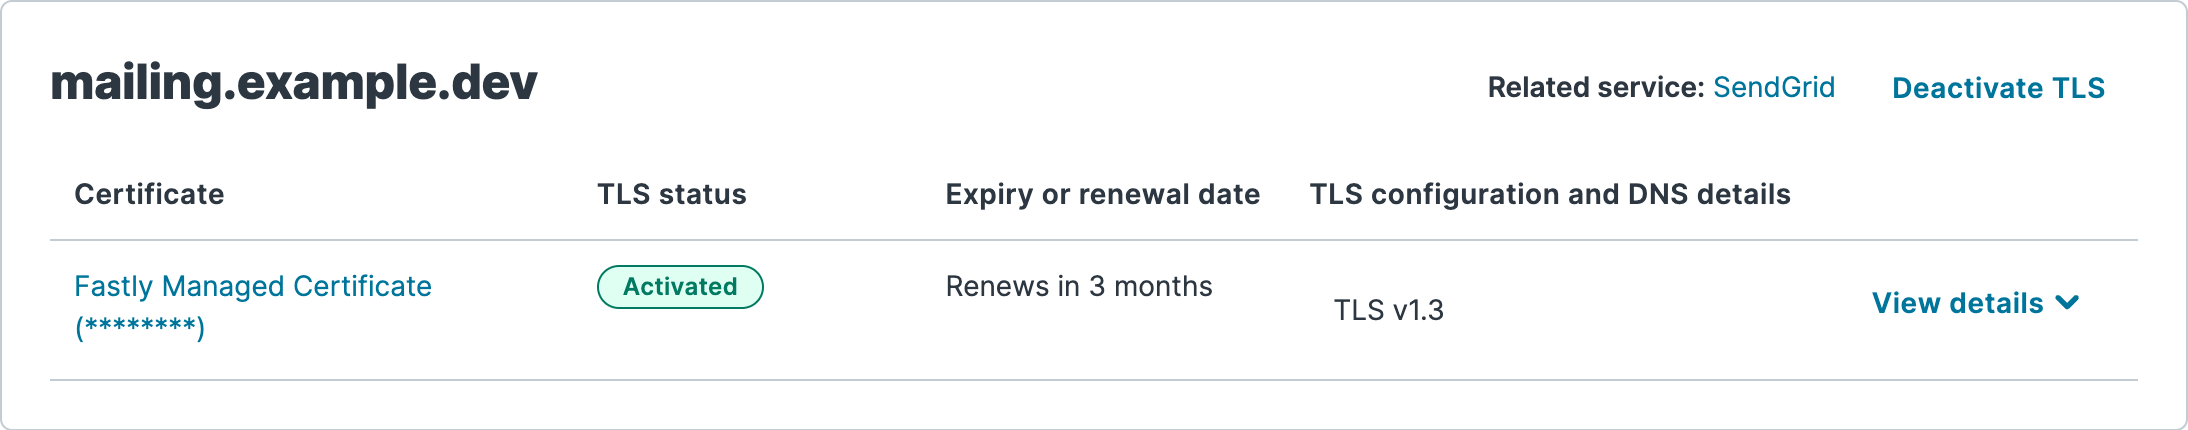 mailing.example.dev
Related service: SendGrid
Deactivate TLS
Certificate
TLS status
Expiry or renewal date
TLS configuration and DNS details
Fastly Managed Certificate
(********)
Activated
Renews in 3 months
TLS v1.3
View details